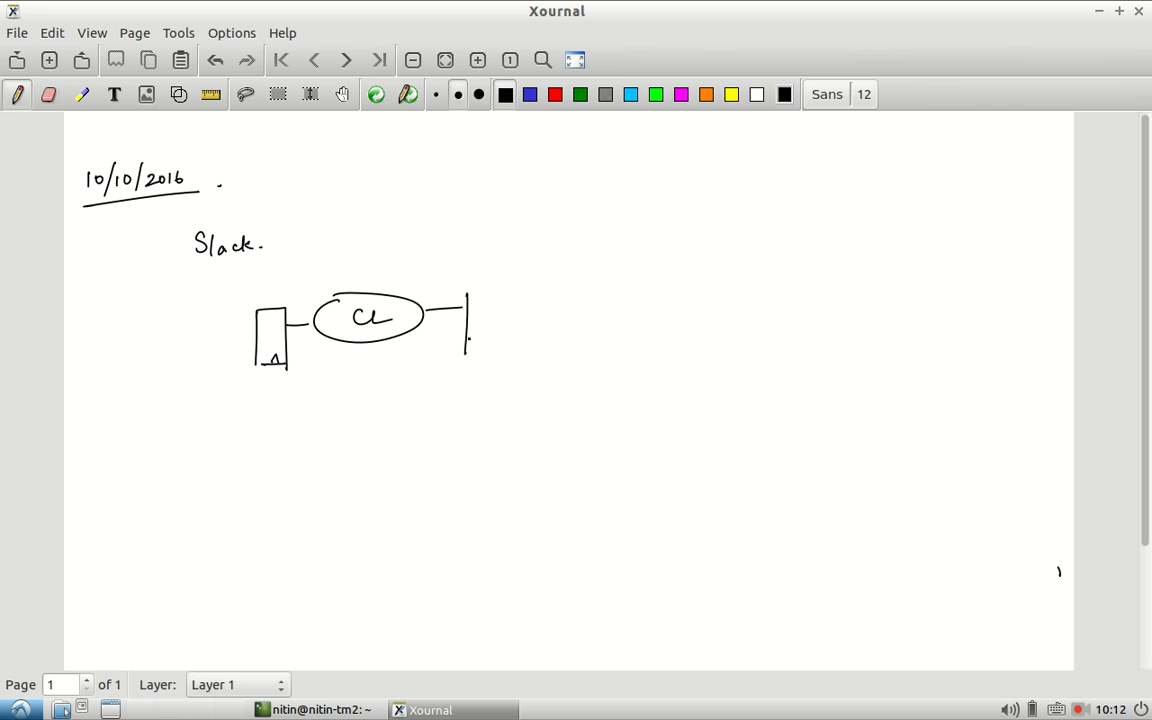 Xournal
File Edit View Page Tools Options Help
Sans 12
10/10/2016 .
Slack.
CL
Page 1 of 1 Layer: Layer 1
nitin@nitin-tm2: ~ Xournal 10:12